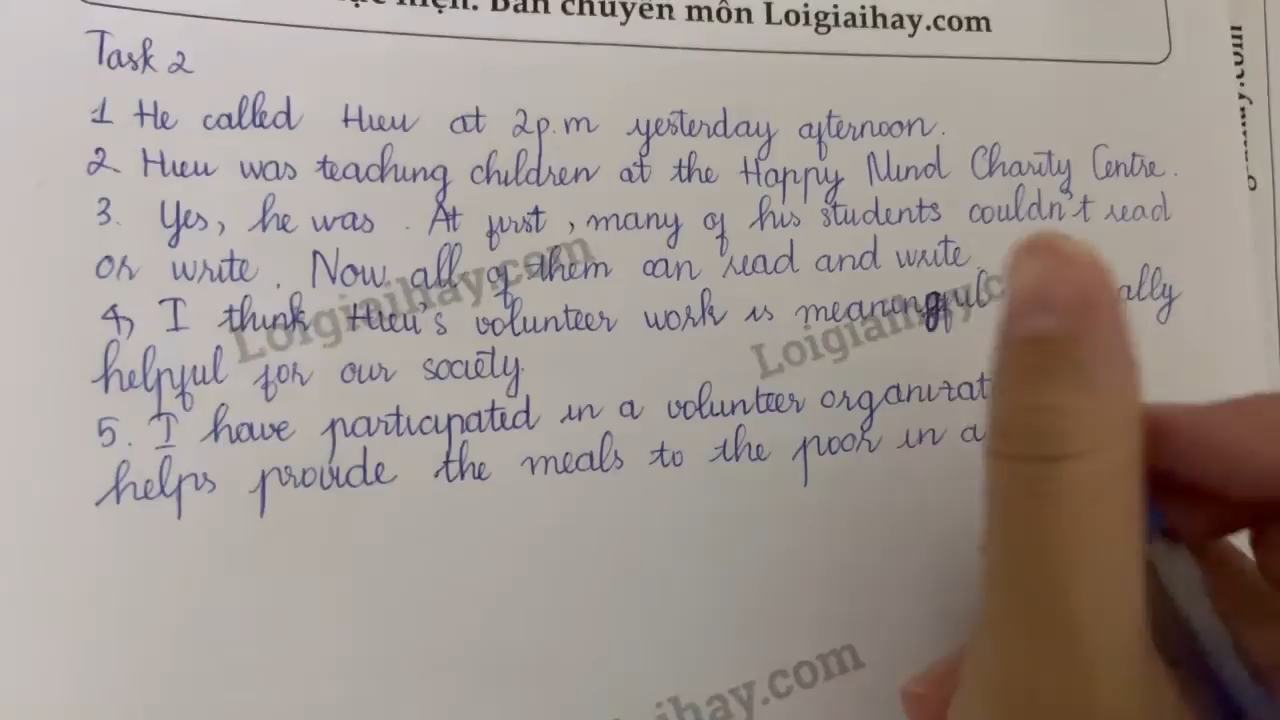 Ban chuyên môn Loigiaihay.com
Task 2
1 He called Hieu at 2p.m yesterday afternoon.
2 Hieu was teaching children at the Happy Mind Charity Centre.
3. Yes, he was. At first, many of his students couldn't read
or write. Now all of them can read and write
4, I think Hieu's volunteer work is meaningful
helpful for our society.
5. I have participated in a volunteer
helps provide the meals to the poor in a
Loigiaihay.com